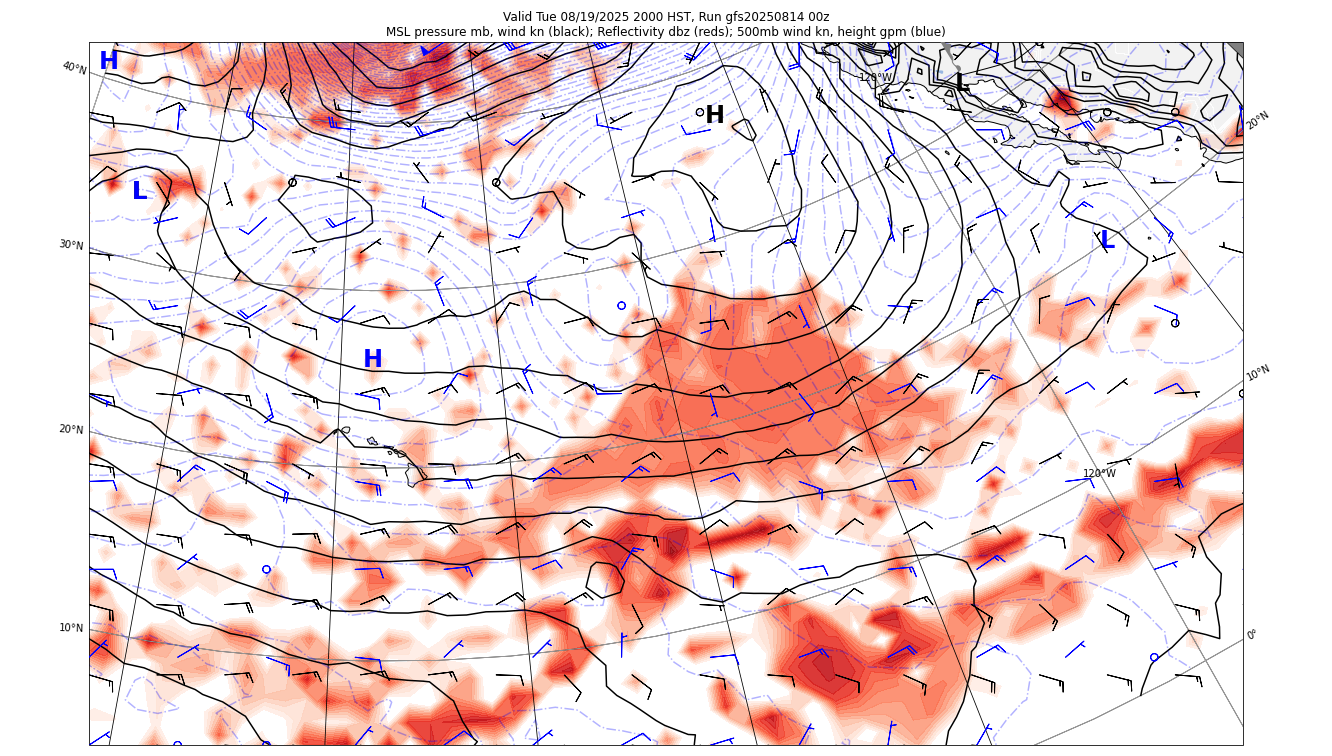 Valid Tue 08/19/2025 2000 HST, Run gfs20250814 00z
MSL pressure mb, wind kn (black); Reflectivity dbz (reds); 500mb wind kn, height gpm (blue)
H
40°N
120°W
L
H
20°N
L
30°N
L
H
10°N
20°N
120°W
10°N
0°